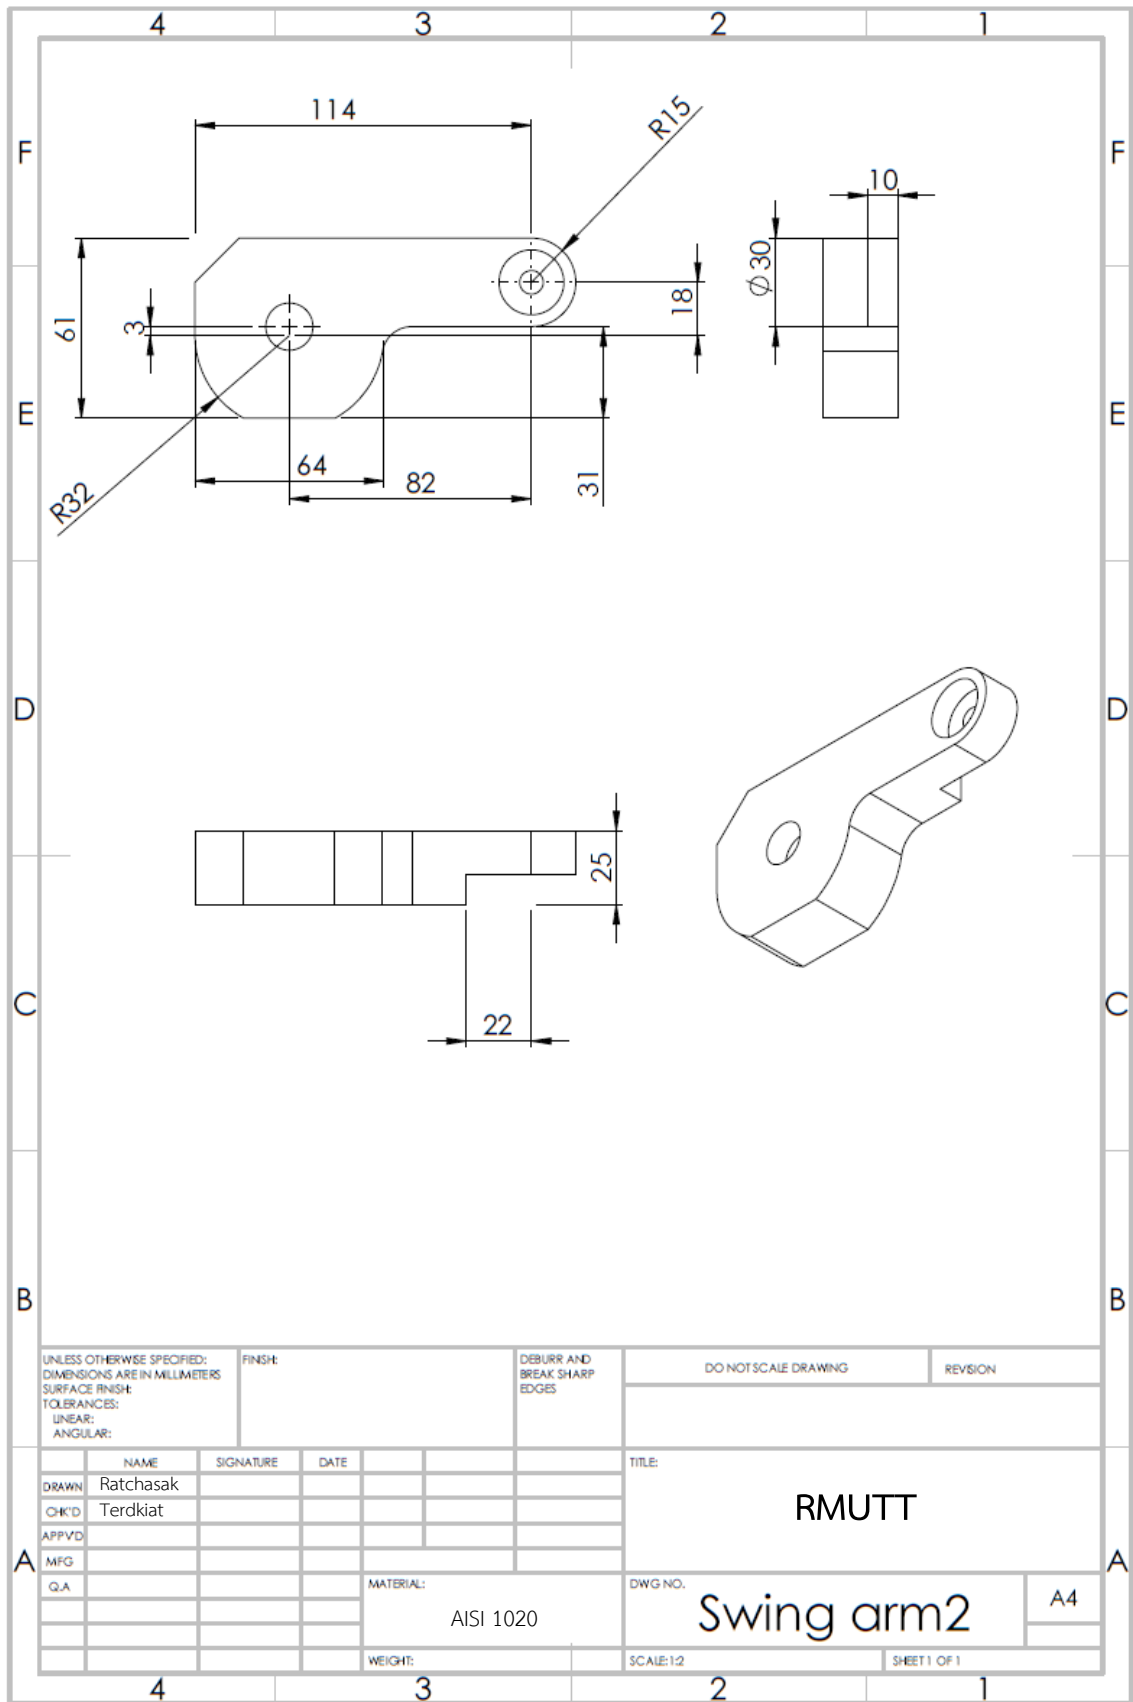 4 3 2 1
F F
E E
D D
C C
B B
A A
114
R15
10
Ø30
61
3
18
64
82
31
R32
25
22
UNLESS OTHERWISE SPECIFIED:
DIMENSIONS ARE IN MILLIMETERS
SURFACE FINISH:
TOLERANCES:
LINEAR:
ANGULAR:
FINISH:
DEBURR AND
BREAK SHARP
EDGES
DO NOT SCALE DRAWING
REVISION
NAME SIGNATURE DATE
DRAWN Ratchasak
CHK'D Terdkiat
APPV'D
MFG
Q.A
TITLE:
RMUTT
MATERIAL:
AISI 1020
DWG NO.
Swing arm2
A4
WEIGHT:
SCALE:1:2
SHEET 1 OF 1
4 3 2 1